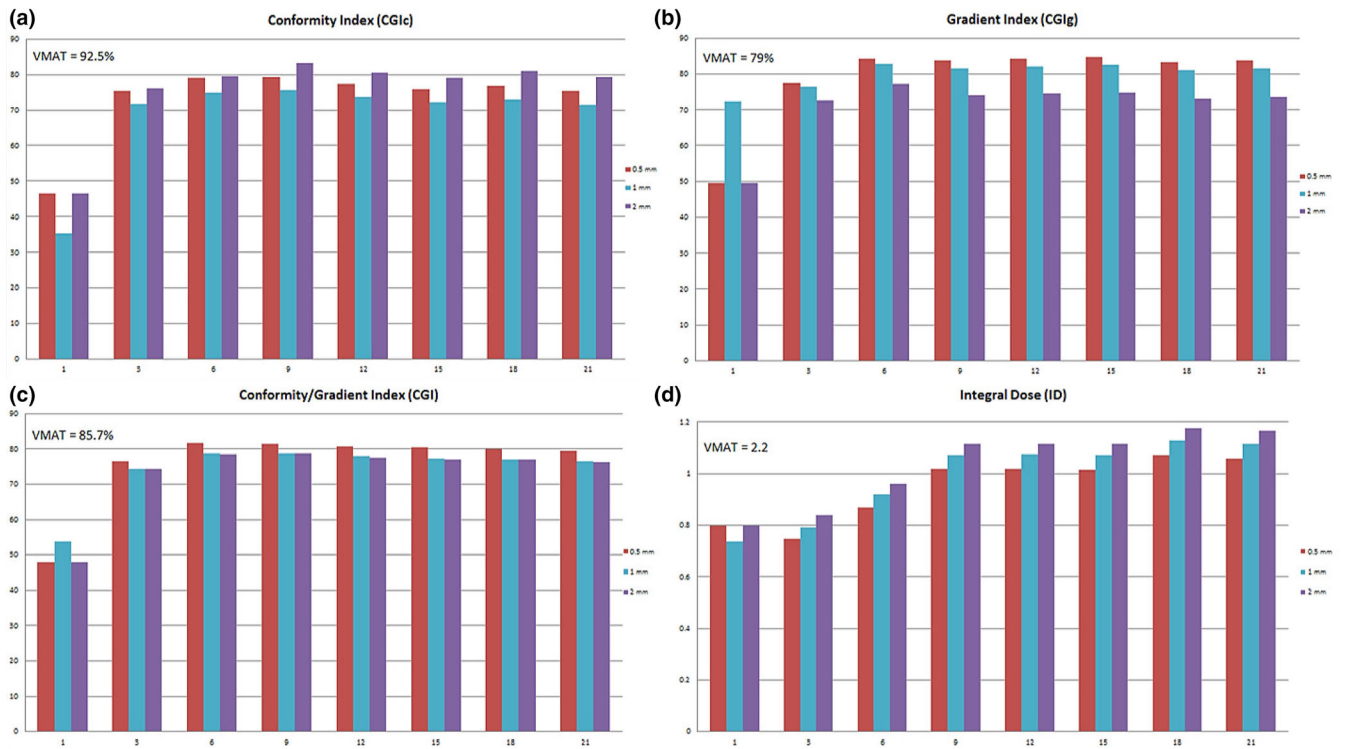 (a)
Conformity Index (CGIc)
VMAT = 92.5%
90
80
70
60
50
40
30
20
10
0
1 3 6 9 12 15 18 21
0.5 mm
1 mm
2 mm
(b)
Gradient Index (CGIg)
VMAT = 79%
90
80
70
60
50
40
30
20
10
0
1 3 6 9 12 15 18 21
0.5 mm
1 mm
2 mm
(c)
Conformity/Gradient Index (CGI)
VMAT = 85.7%
90
80
70
60
50
40
30
20
10
0
1 3 6 9 12 15 18 21
0.5 mm
1 mm
2 mm
(d)
Integral Dose (ID)
VMAT = 2.2
1.2
1
0.8
0.6
0.4
0.2
0
1 3 6 9 12 15 18 21
0.5 mm
1 mm
2 mm